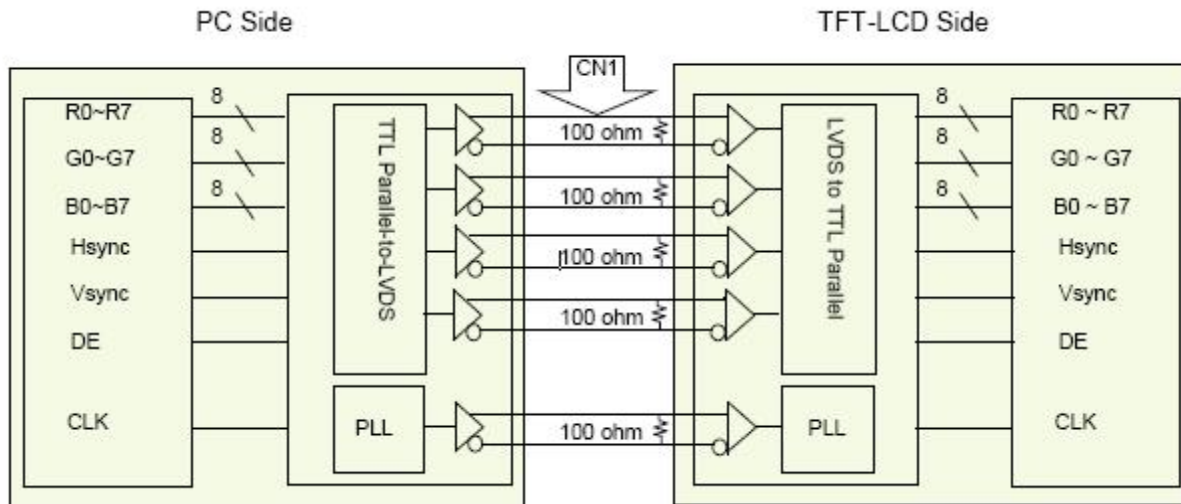 PC Side
TFT-LCD Side
CN1
R0~R7
8
G0~G7
8
B0~B7
8
Hsync
Vsync
DE
CLK
TTL Parallel-to-LVDS
PLL
100 ohm
100 ohm
100 ohm
100 ohm
100 ohm
LVDS to TTL Parallel
PLL
8
R0 ~ R7
8
G0 ~ G7
8
B0 ~ B7
Hsync
Vsync
DE
CLK